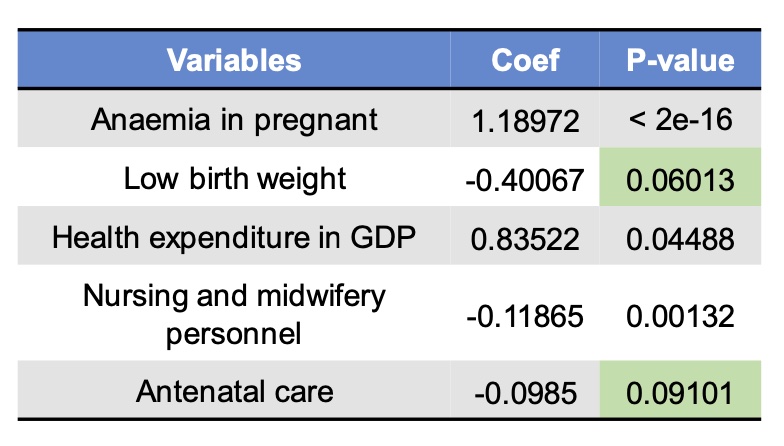 Variables Coef P-value
Anaemia in pregnant 1.18972 < 2e-16
Low birth weight -0.40067 0.06013
Health expenditure in GDP 0.83522 0.04488
Nursing and midwifery
personnel -0.11865 0.00132
Antenatal care -0.0985 0.09101